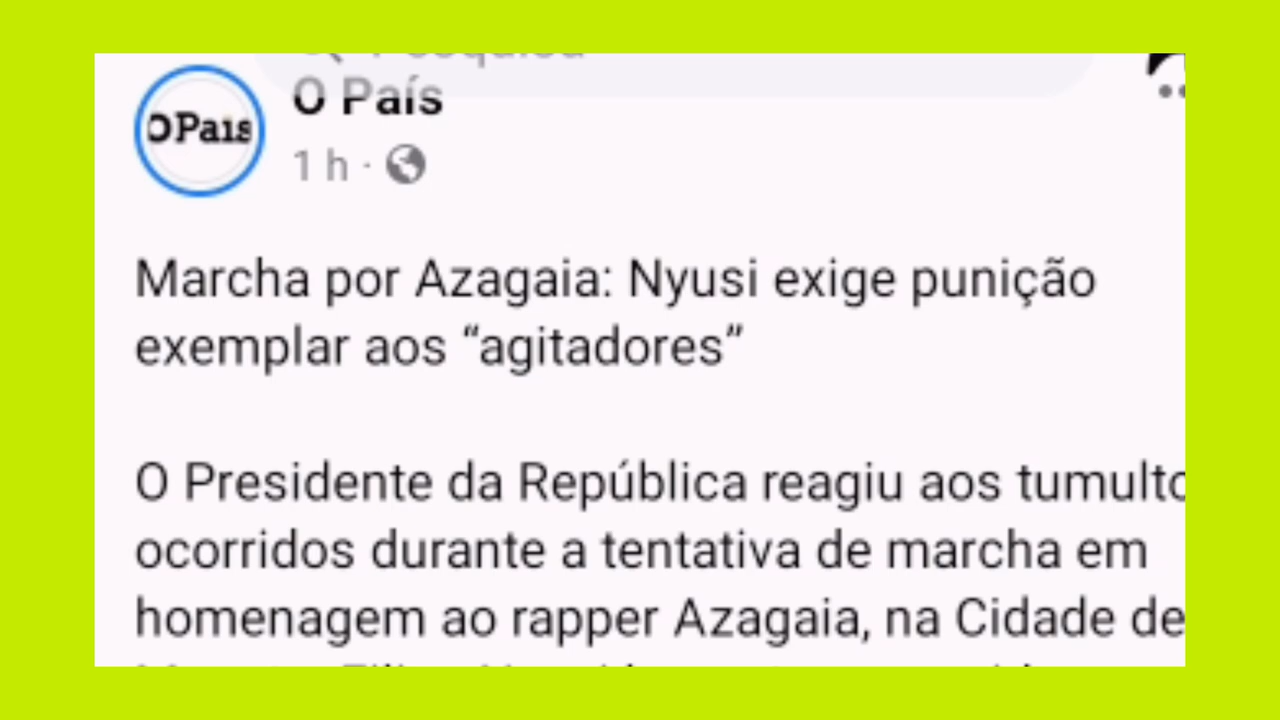 O País
OPaís
1 h ·
Marcha por Azagaia: Nyusi exige punição
exemplar aos “agitadores”
O Presidente da República reagiu aos tumulto
ocorridos durante a tentativa de marcha em
homenagem ao rapper Azagaia, na Cidade de